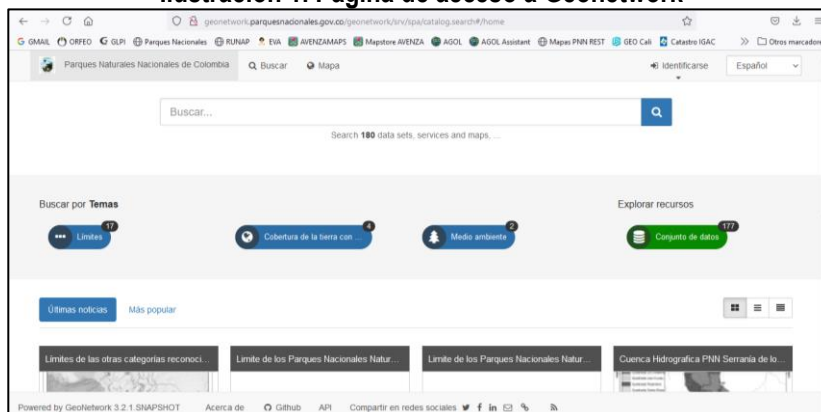 Ilustración 1. Página de acceso a Geonetwork
geonetwork.parquesnacionales.gov.co/geonetwork/srv/spa/catalog.search#/home
GMAIL ORFEO GLPI Parques Nacionales RUNAP EVA AVENZAMAPS Mapstore AVENZA AGOL AGOL Assistant Mapas PNN REST GEO Cali Catastro IGAC Otros marcadores
Parques Naturales Nacionales de Colombia Buscar Mapa Identificarse Español
Buscar...
Search 180 data sets, services and maps, ...
Buscar por Temas Explorar recursos
17 4 2 177
Límites Cobertura de la tierra con ... Medio ambiente Conjunto de datos
Últimas noticias Más popular
Límites de las otras categorías reconoci... Limite de los Parques Nacionales Natur... Limite de los Parques Nacionales Natur... Cuenca Hidrografica PNN Serranía de lo...
Powered by GeoNetwork 3.2.1.SNAPSHOT Acerca de Github API Compartir en redes sociales